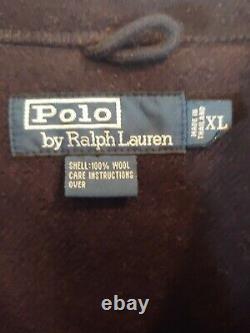 Polo
by Ralph Lauren
MADE IN
THAILAND
XL
SHELL:100% WOOL
CARE INSTRUCTIONS
OVER